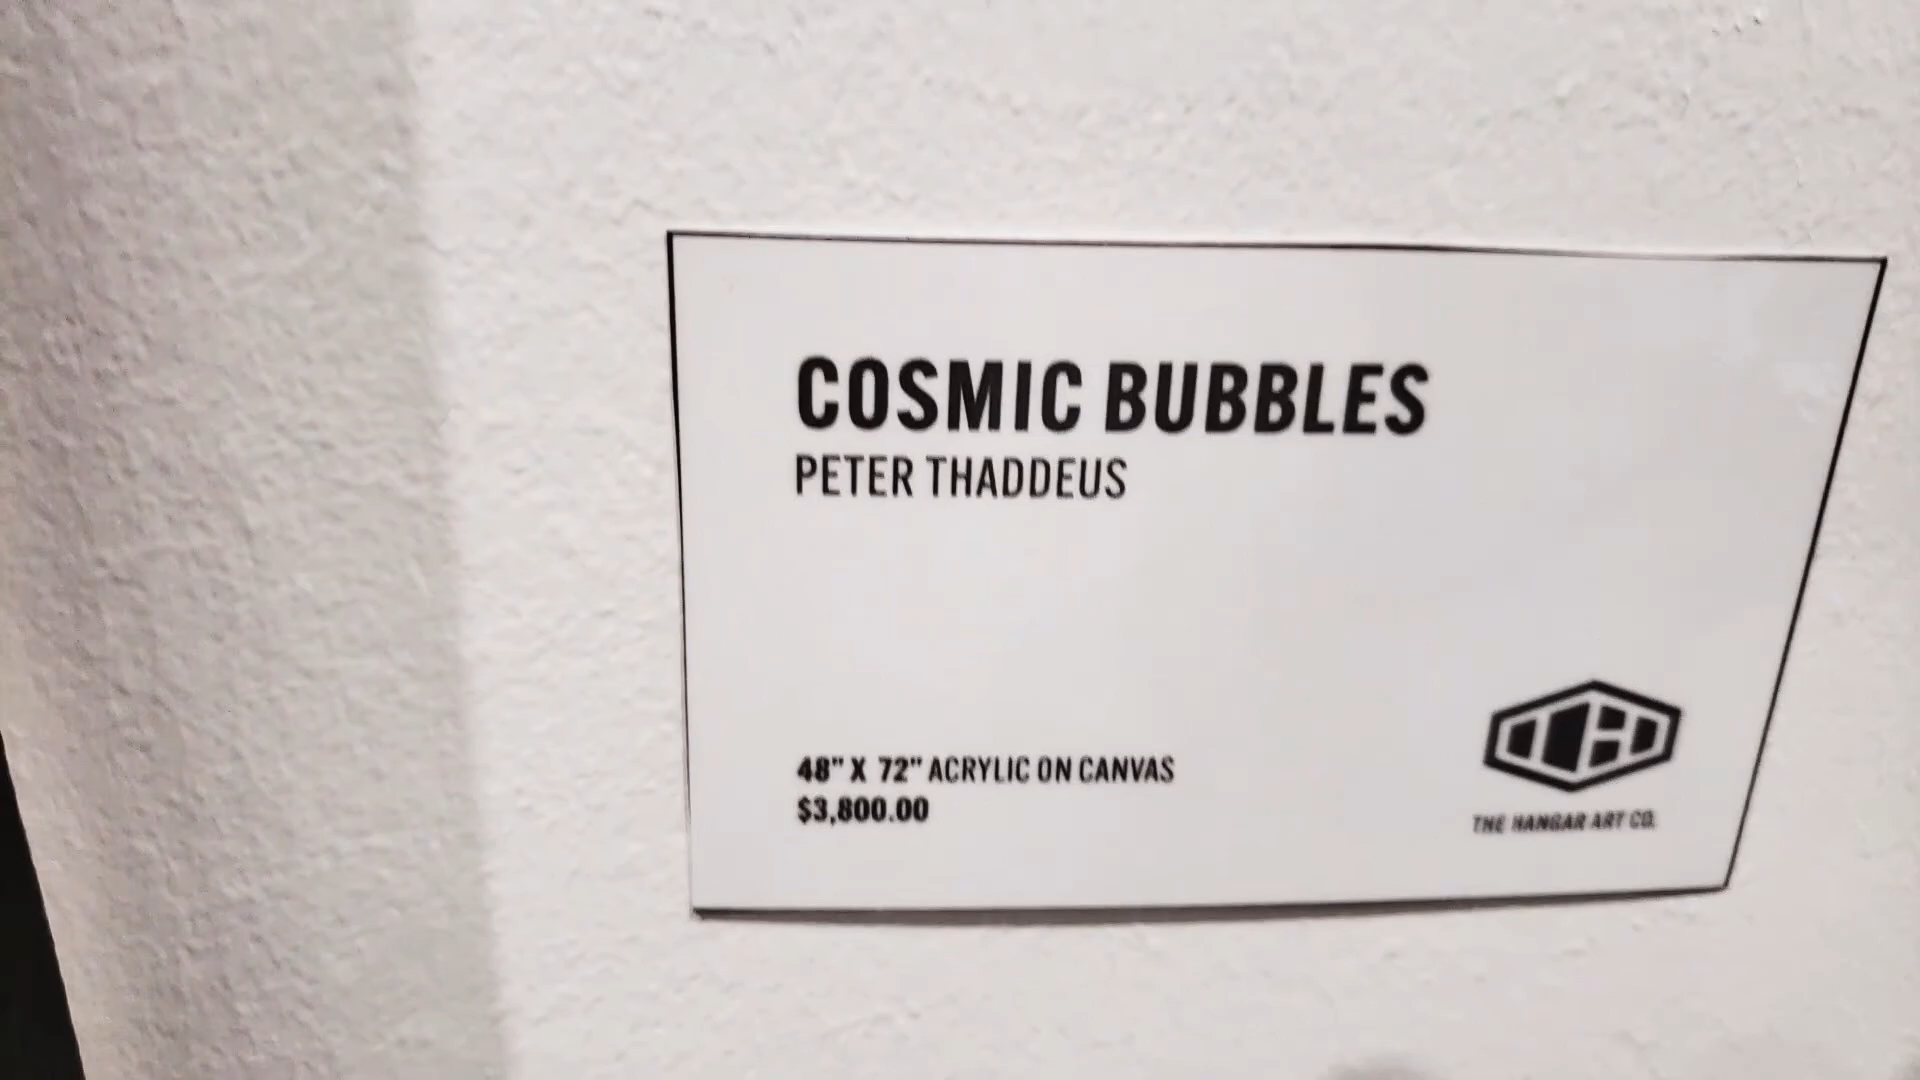 COSMIC BUBBLES
PETER THADDEUS
48" X 72" ACRYLIC ON CANVAS
$3,800.00
THE HANGAR ART CO.